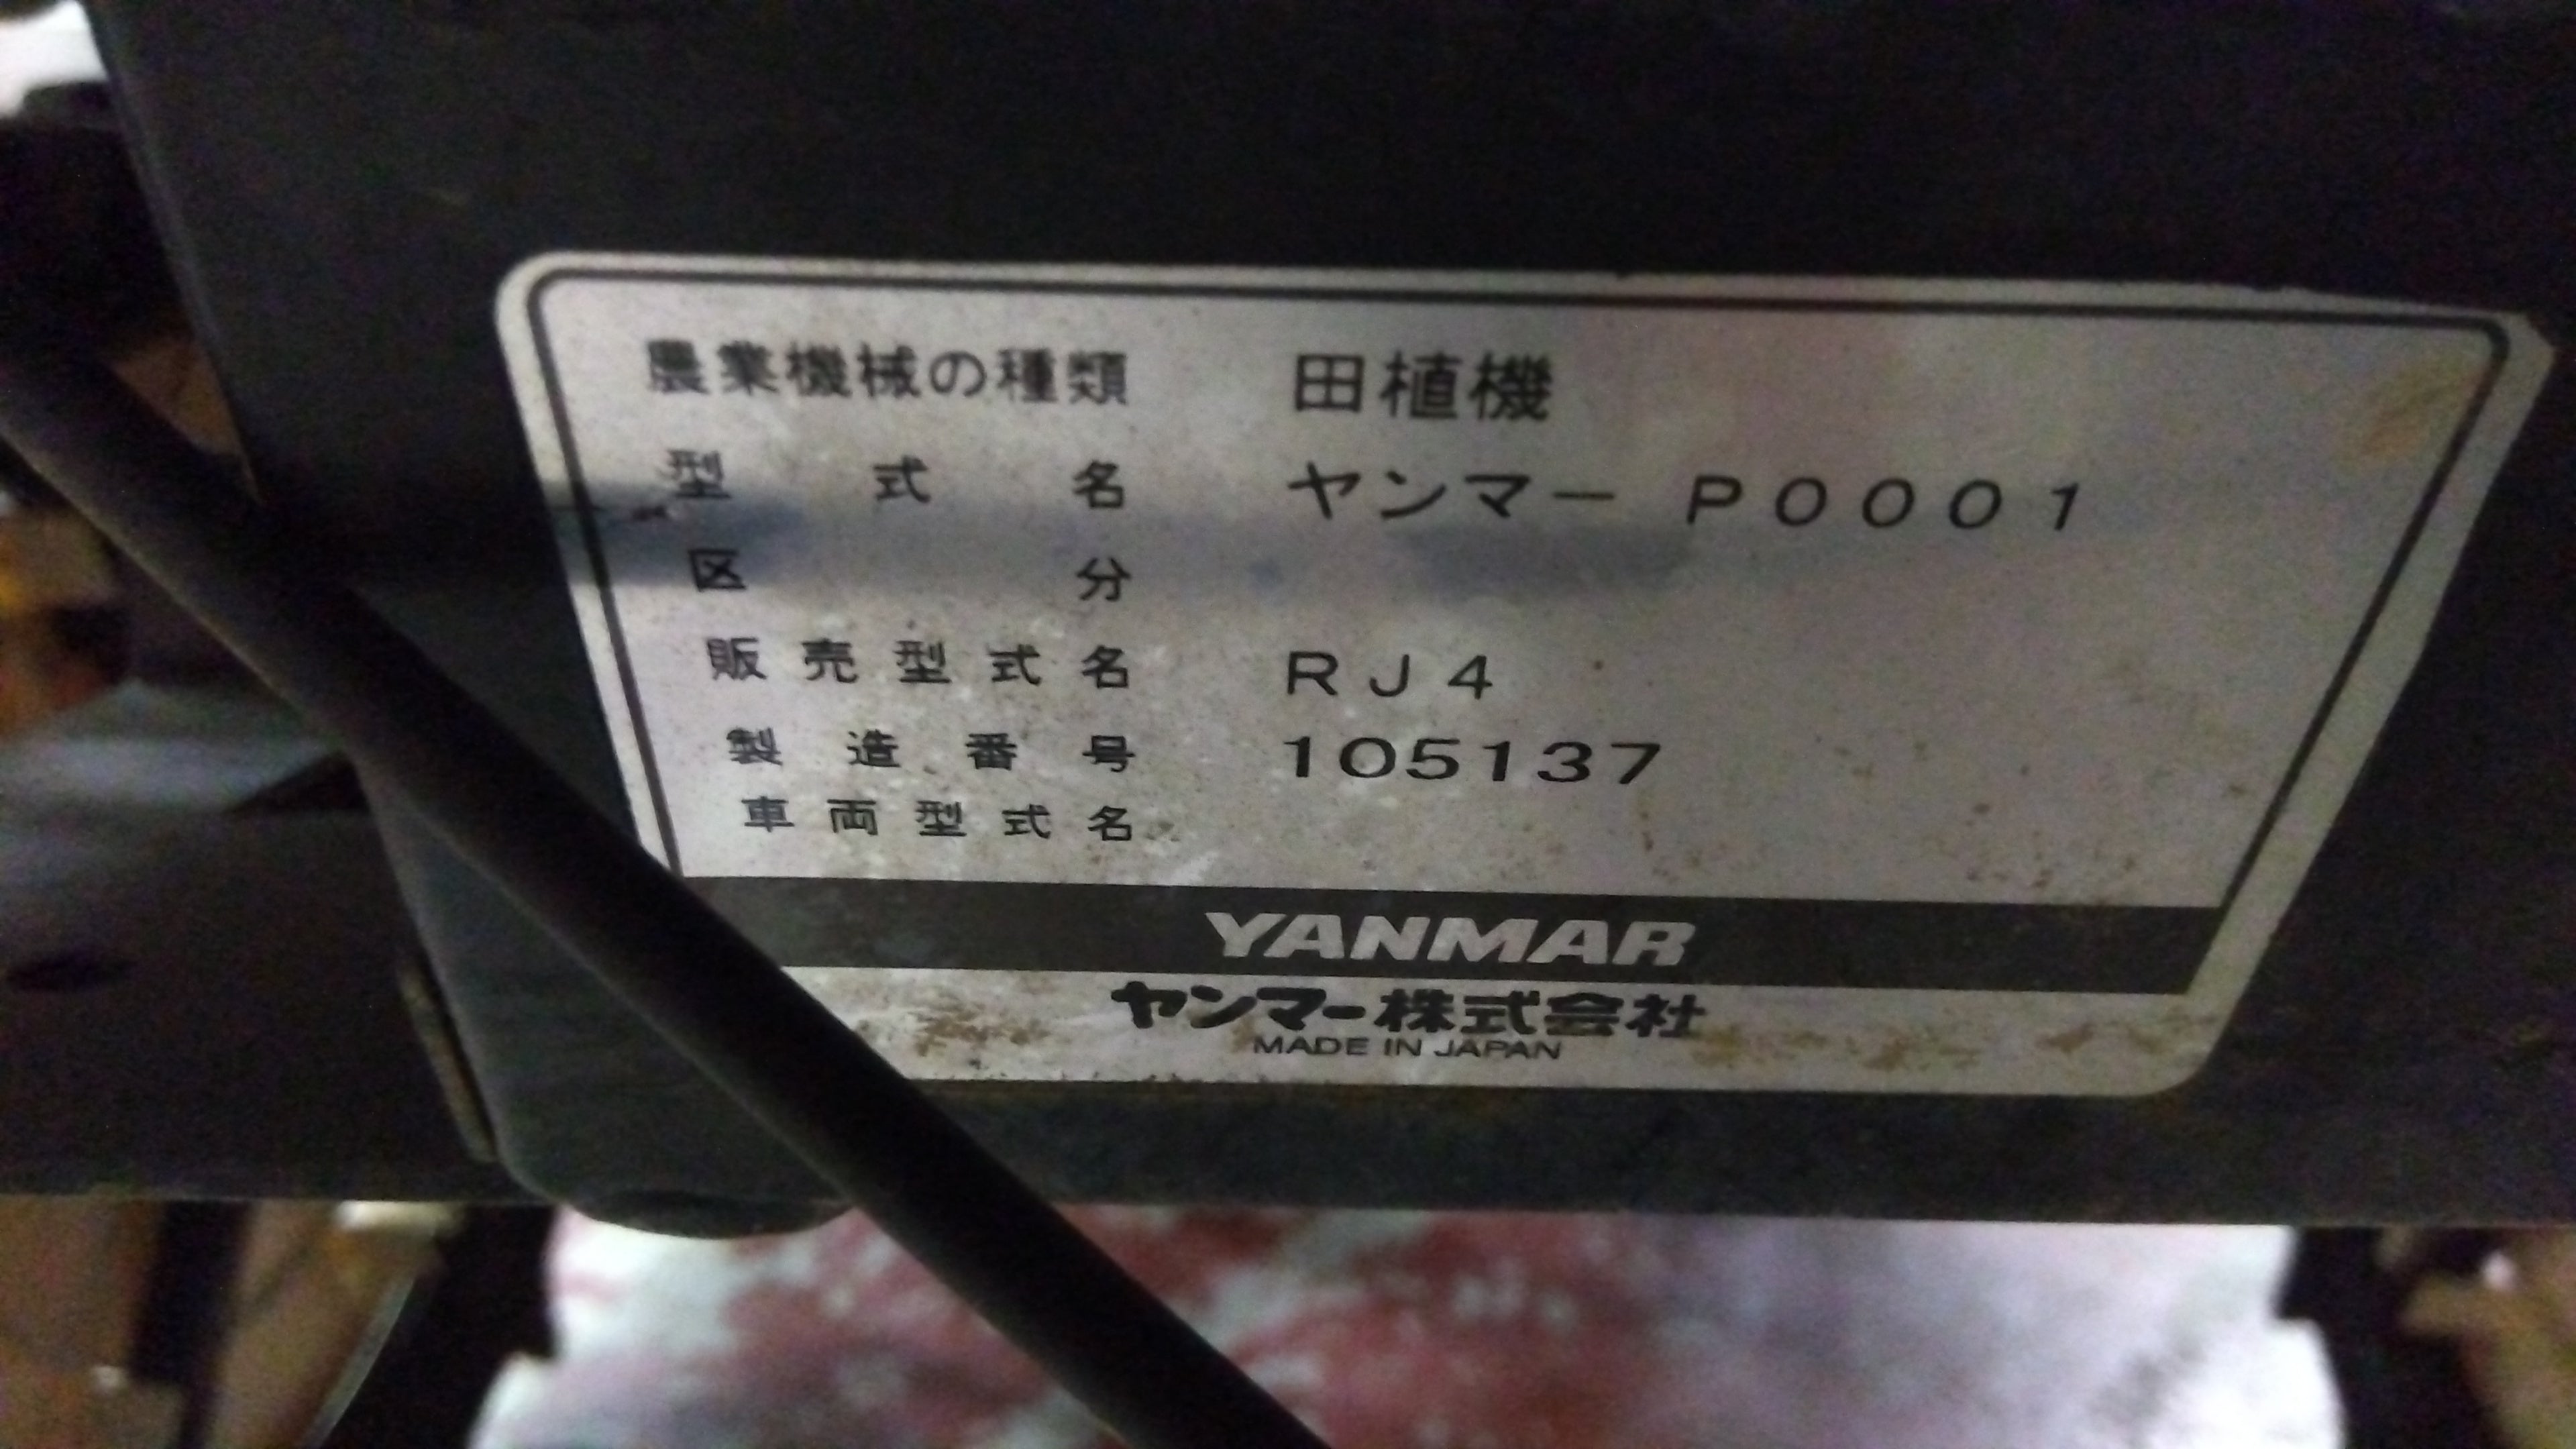 農業機械の種類 田植機
型式名 ヤンマー P0001
区分
販売型式名 RJ4
製造番号 105137
車両型式名
YANMAR
ヤンマー株式会社
MADE IN JAPAN